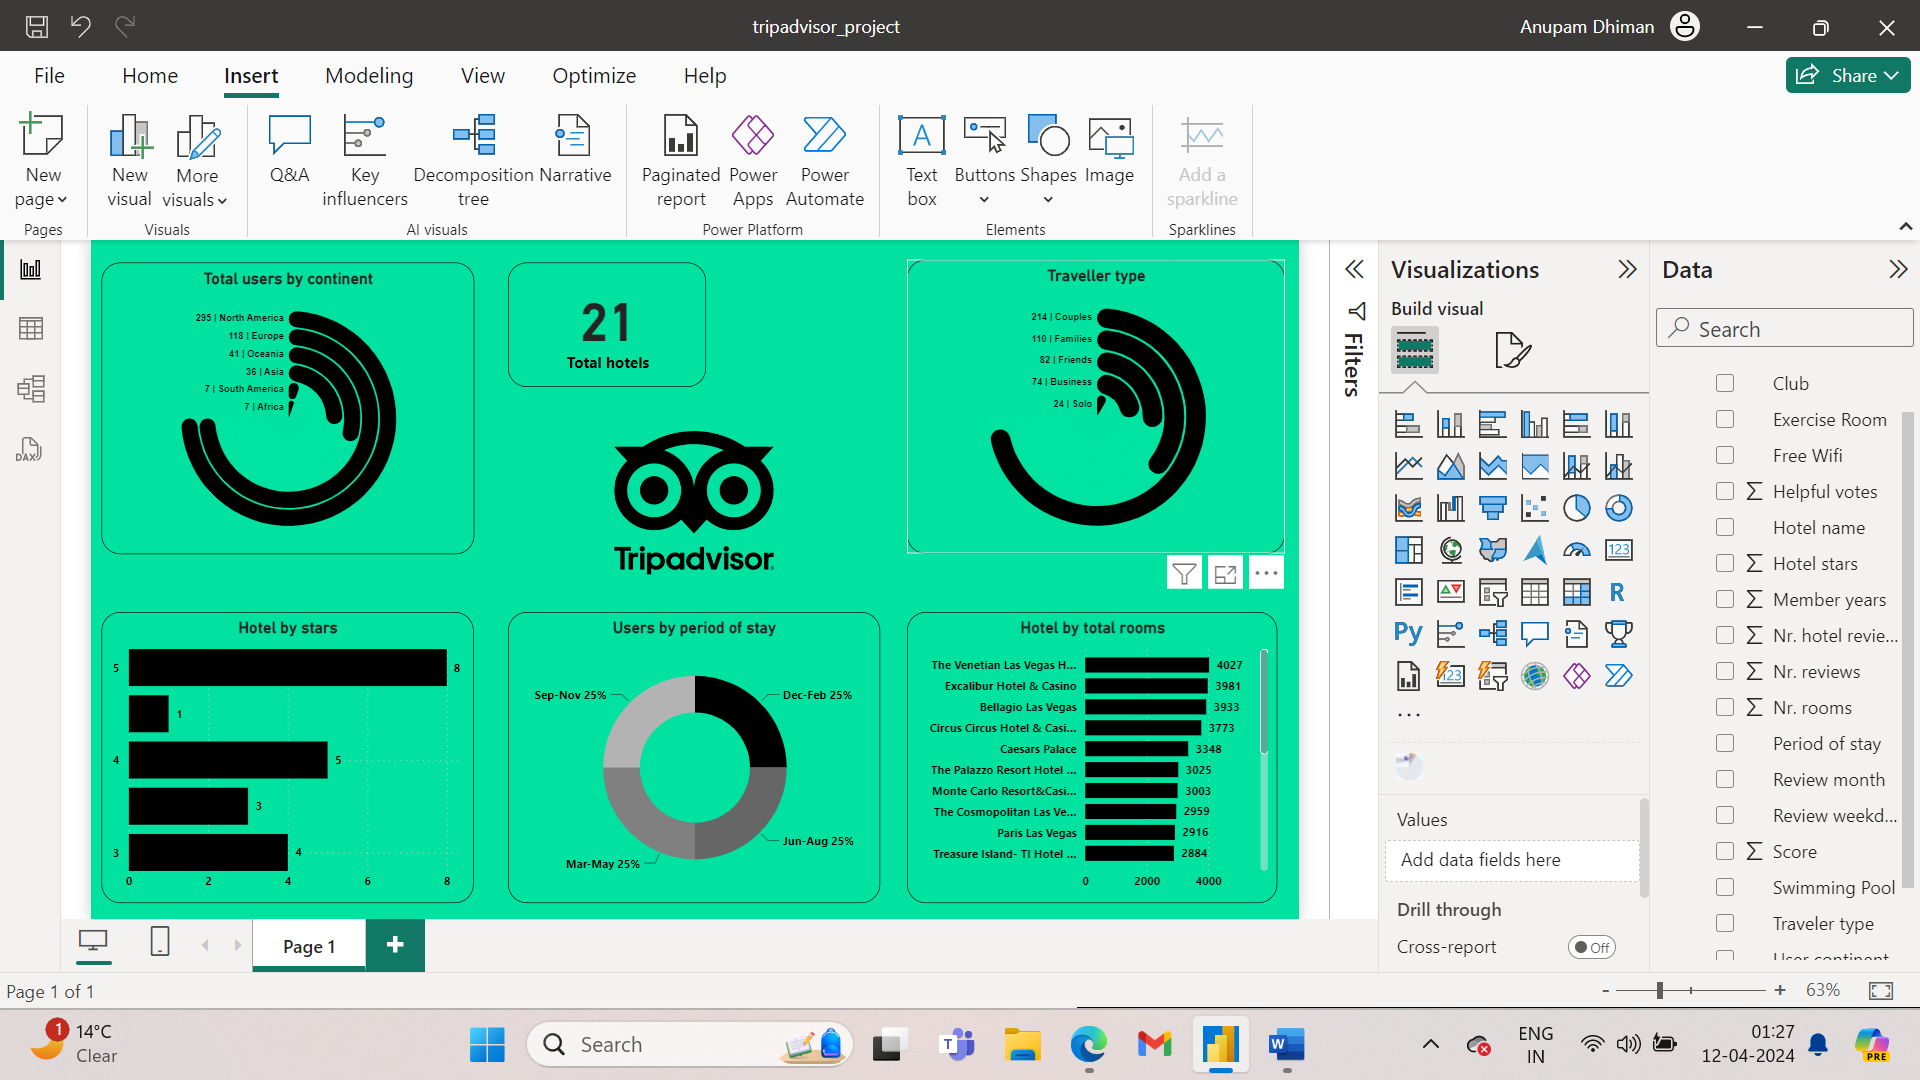 tripadvisor_project
Anupam Dhiman
File
Home
Insert
Modeling
View
Optimize
Help
Share
New page
Pages
New visual
More visuals
Visuals
Q&A
Key influencers
Decomposition tree
Narrative
AI visuals
Paginated report
Power Apps
Power Automate
Power Platform
Text box
Buttons
Shapes
Image
Elements
Add a sparkline
Sparklines
DAX
Total users by continent
295 | North America
118 | Europe
41 | Oceania
36 | Asia
7 | South America
7 | Africa
21
Total hotels
Tripadvisor
Traveller type
214 | Couples
110 | Families
82 | Friends
74 | Business
24 | Solo
Hotel by stars
5
8
1
4
5
3
3
4
0
2
4
6
8
Users by period of stay
Sep-Nov 25%
Dec-Feb 25%
Mar-May 25%
Jun-Aug 25%
Hotel by total rooms
The Venetian Las Vegas H...
4027
Excalibur Hotel & Casino
3981
Bellagio Las Vegas
3933
Circus Circus Hotel & Casi...
3773
Caesars Palace
3348
The Palazzo Resort Hotel ...
3025
Monte Carlo Resort&Casi...
3003
The Cosmopolitan Las Ve...
2959
Paris Las Vegas
2916
Treasure Island- TI Hotel ...
2884
0
2000
4000
Filters
Visualizations
Build visual
123
R
Py
123
Values
Add data fields here
Drill through
Cross-report
Off
Data
Search
Club
Exercise Room
Free Wifi
Helpful votes
Hotel name
Hotel stars
Member years
Nr. hotel revie...
Nr. reviews
Nr. rooms
Period of stay
Review month
Review weekd...
Score
Swimming Pool
Traveler type
User continent
Page 1
Page 1 of 1
63%
1
14°C
Clear
Search
ENG
IN
01:27
12-04-2024
PRE